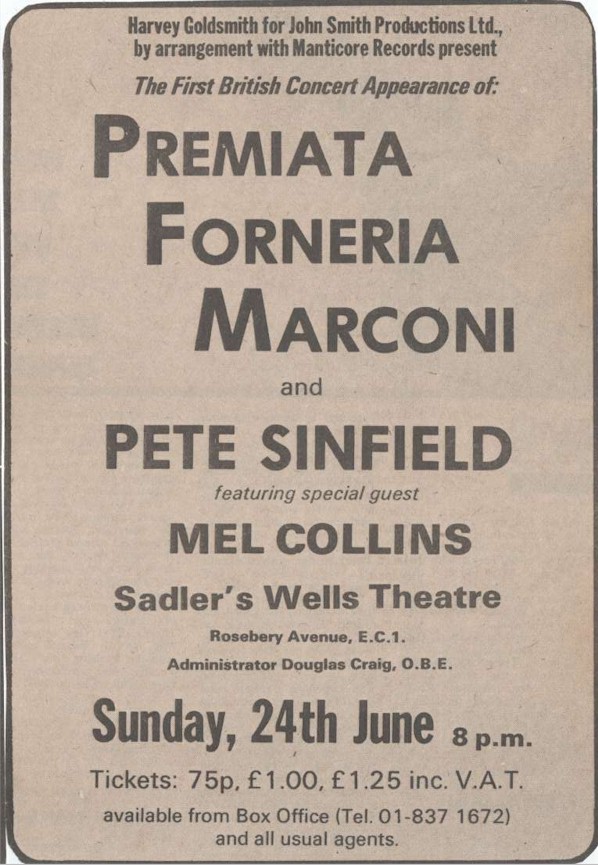 Harvey Goldsmith for John Smith Productions Ltd.,
by arrangement with Manticore Records present
The First British Concert Appearance of:
PREMIATA
FORNERIA
MARCONI
and
PETE SINFIELD
featuring special guest
MEL COLLINS
Sadler's Wells Theatre
Rosebery Avenue, E.C.1.
Administrator Douglas Craig, O.B.E.
Sunday, 24th June 8 p.m.
Tickets: 75p, £1.00, £1.25 inc. V.A.T.
available from Box Office (Tel. 01-837 1672)
and all usual agents.